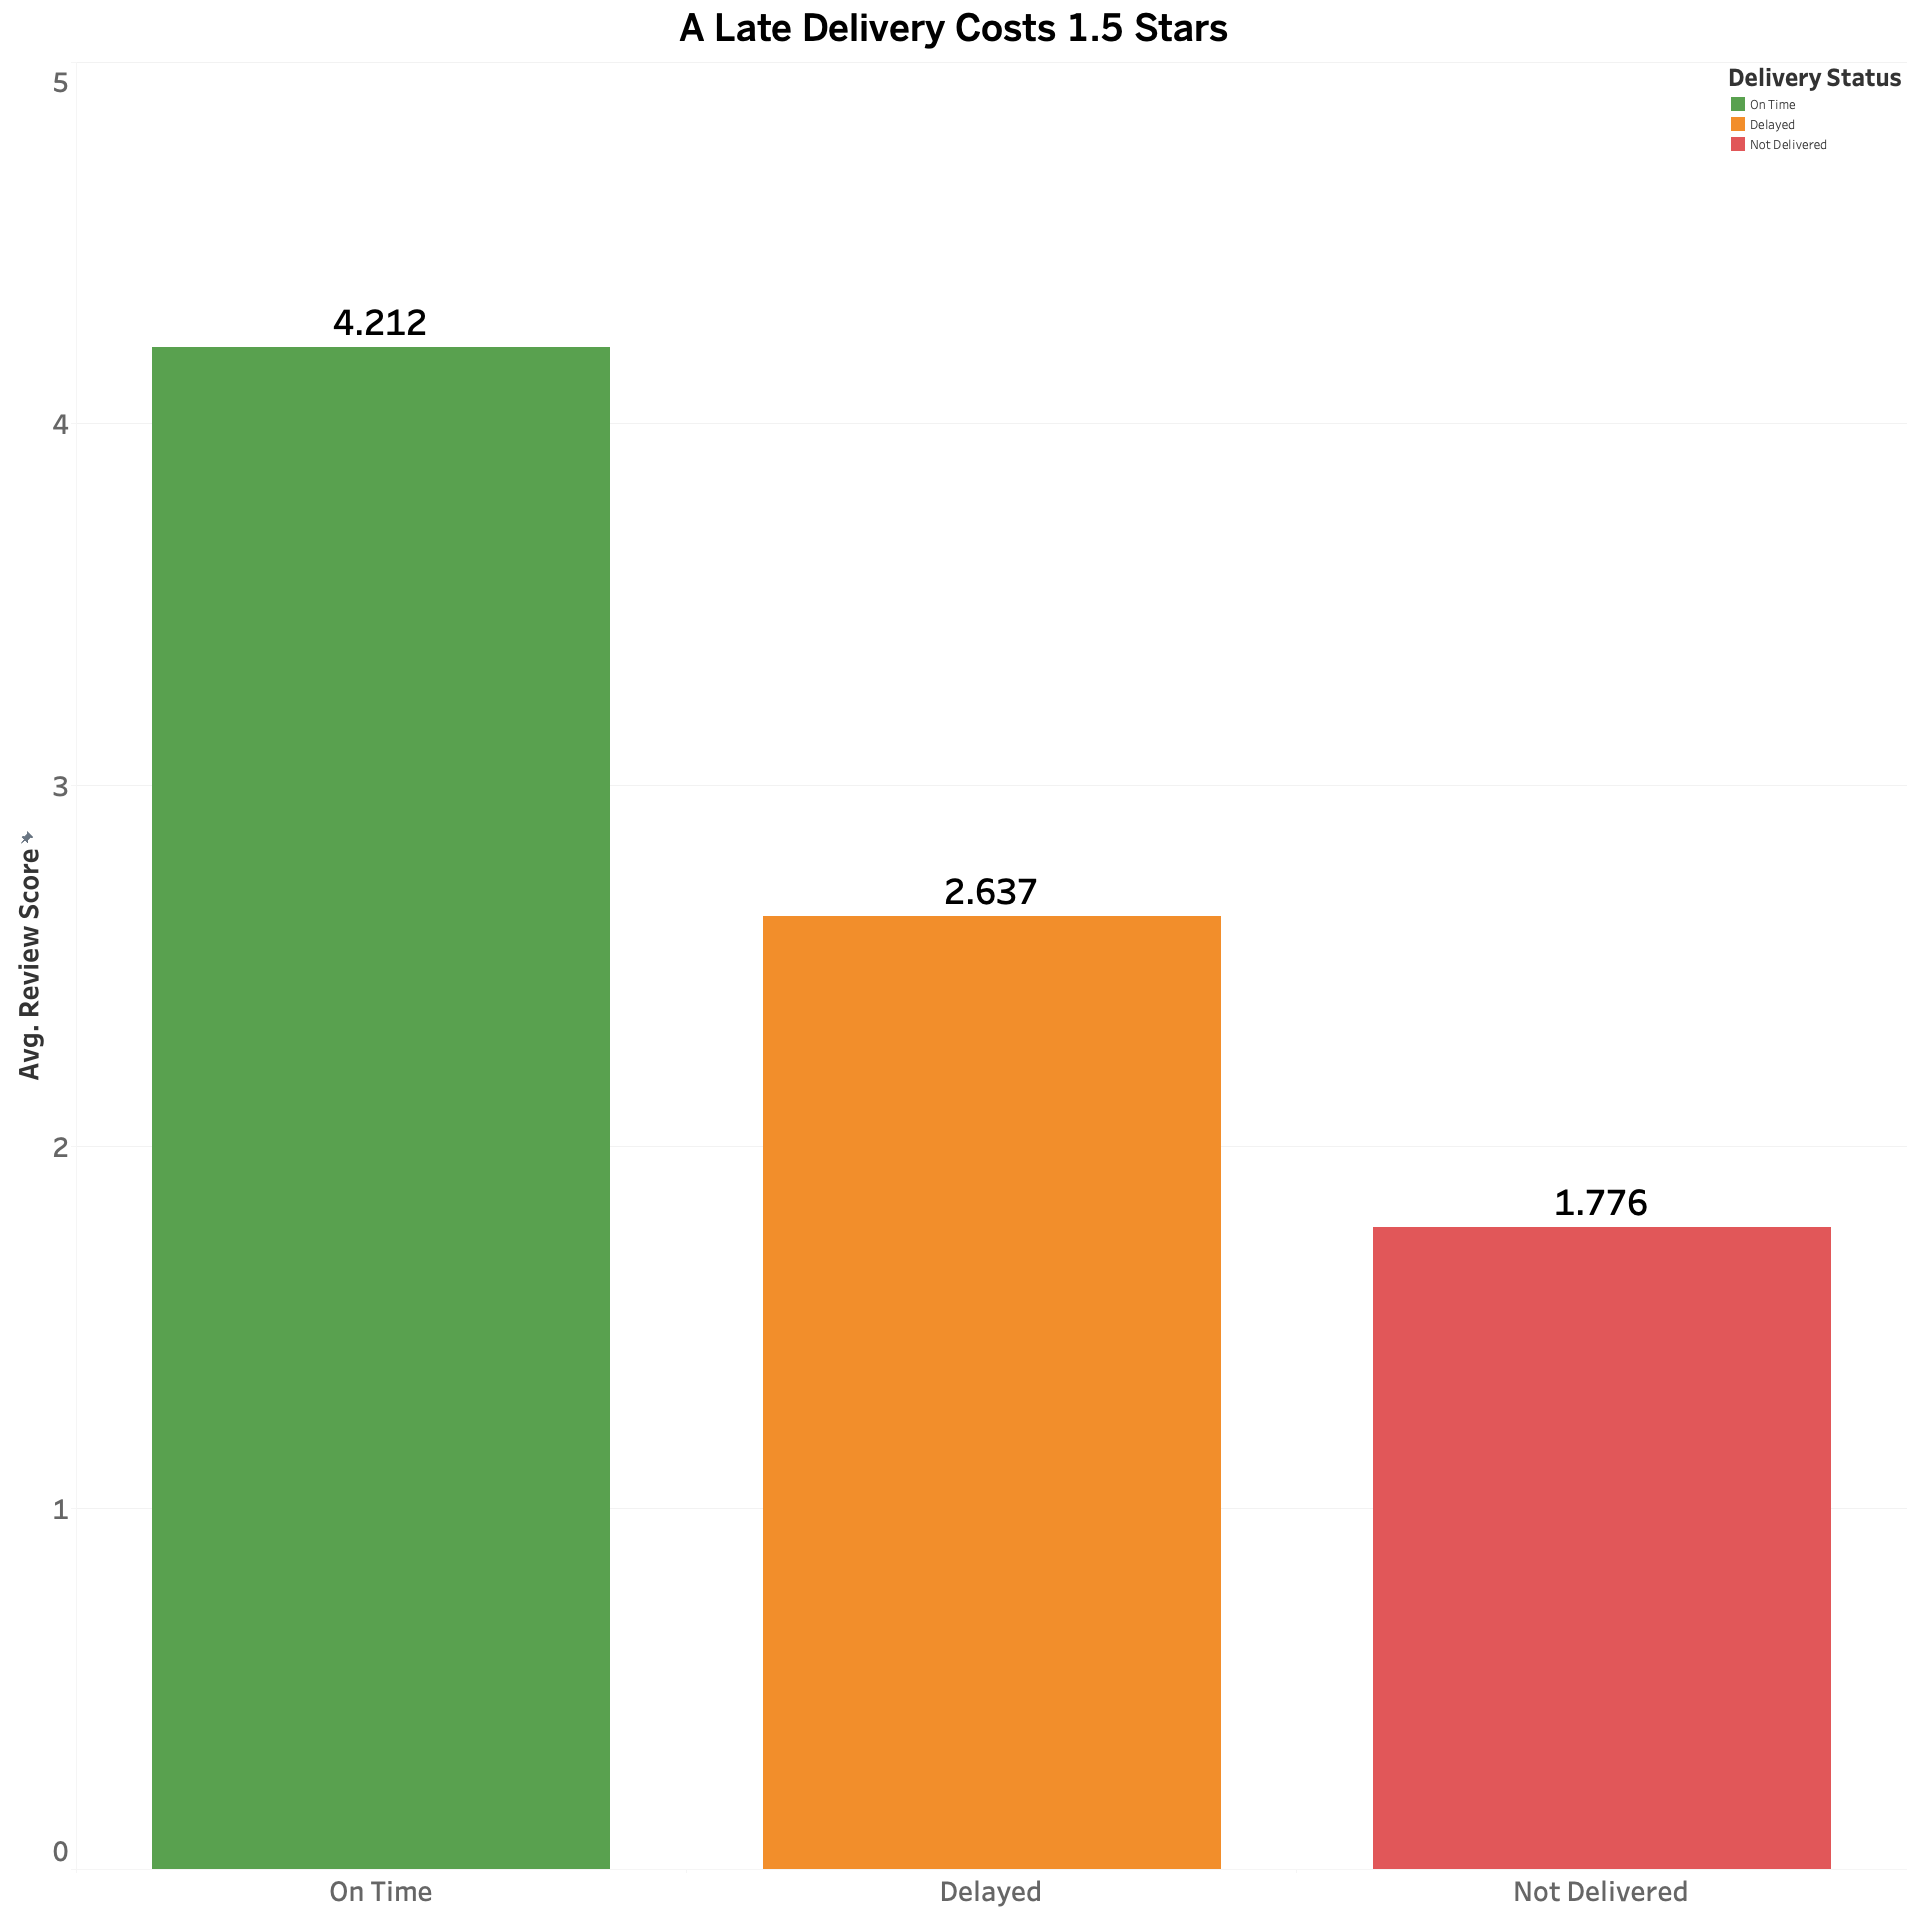 A Late Delivery Costs 1.5 Stars
Delivery Status
On Time
Delayed
Not Delivered
Avg. Review Score
5
4
3
2
1
0
4.212
2.637
1.776
On Time
Delayed
Not Delivered